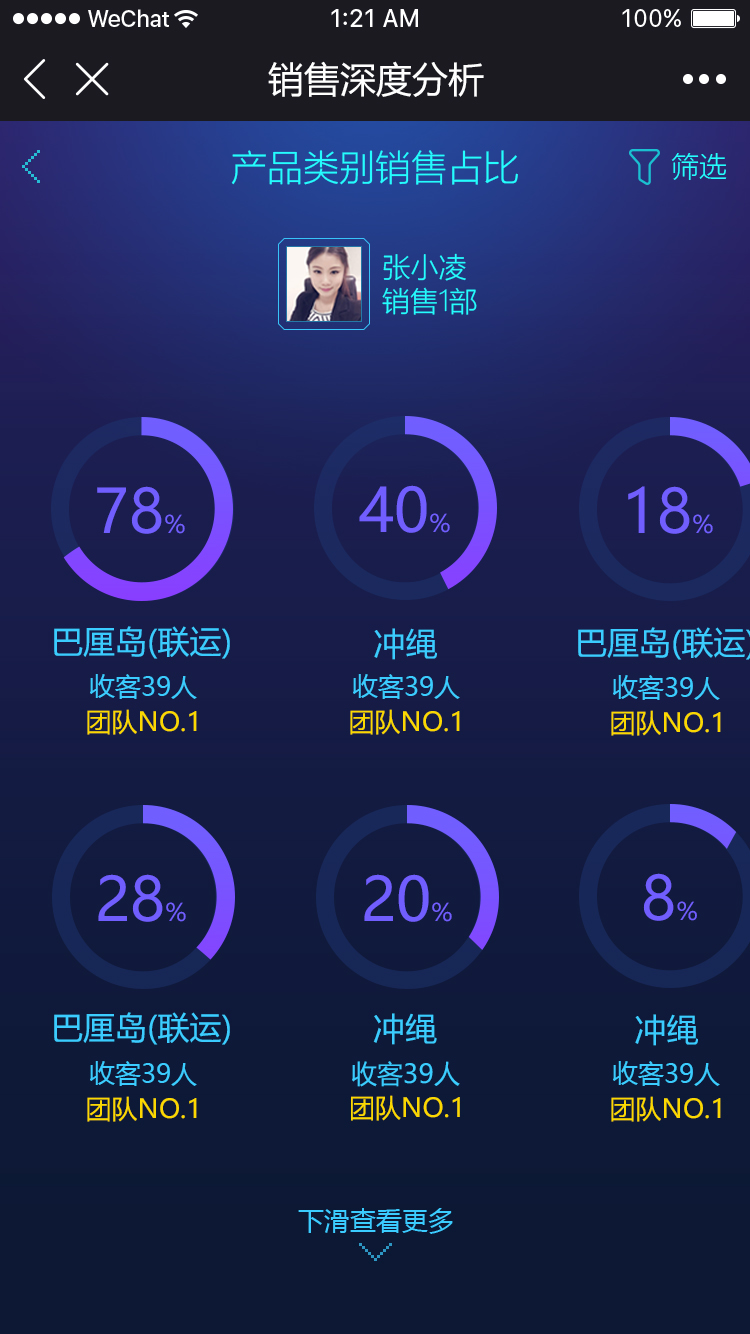 WeChat 1:21 AM 100%
销售深度分析
产品类别销售占比 筛选
张小凌
销售1部
78% 40% 18%
巴厘岛(联运) 冲绳 巴厘岛(联运)
收客39人 收客39人 收客39人
团队NO.1 团队NO.1 团队NO.1
28% 20% 8%
巴厘岛(联运) 冲绳 冲绳
收客39人 收客39人 收客39人
团队NO.1 团队NO.1 团队NO.1
下滑查看更多